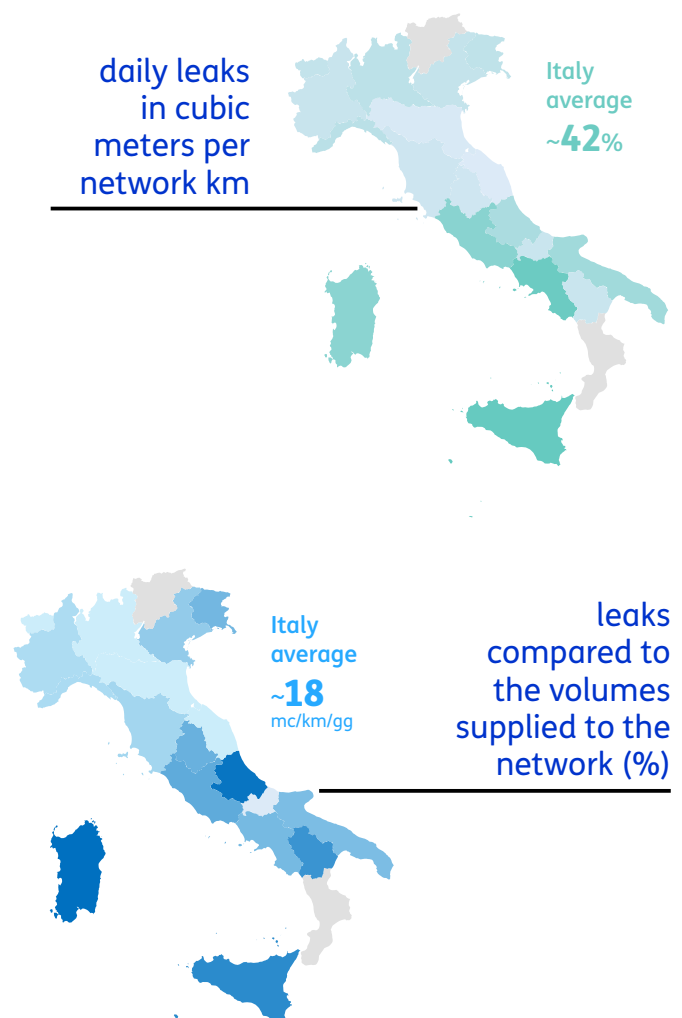 daily leaks
in cubic
meters per
network km
Italy
average
~42%
Italy
average
~18
mc/km/gg
leaks
compared to
the volumes
supplied to the
network (%)